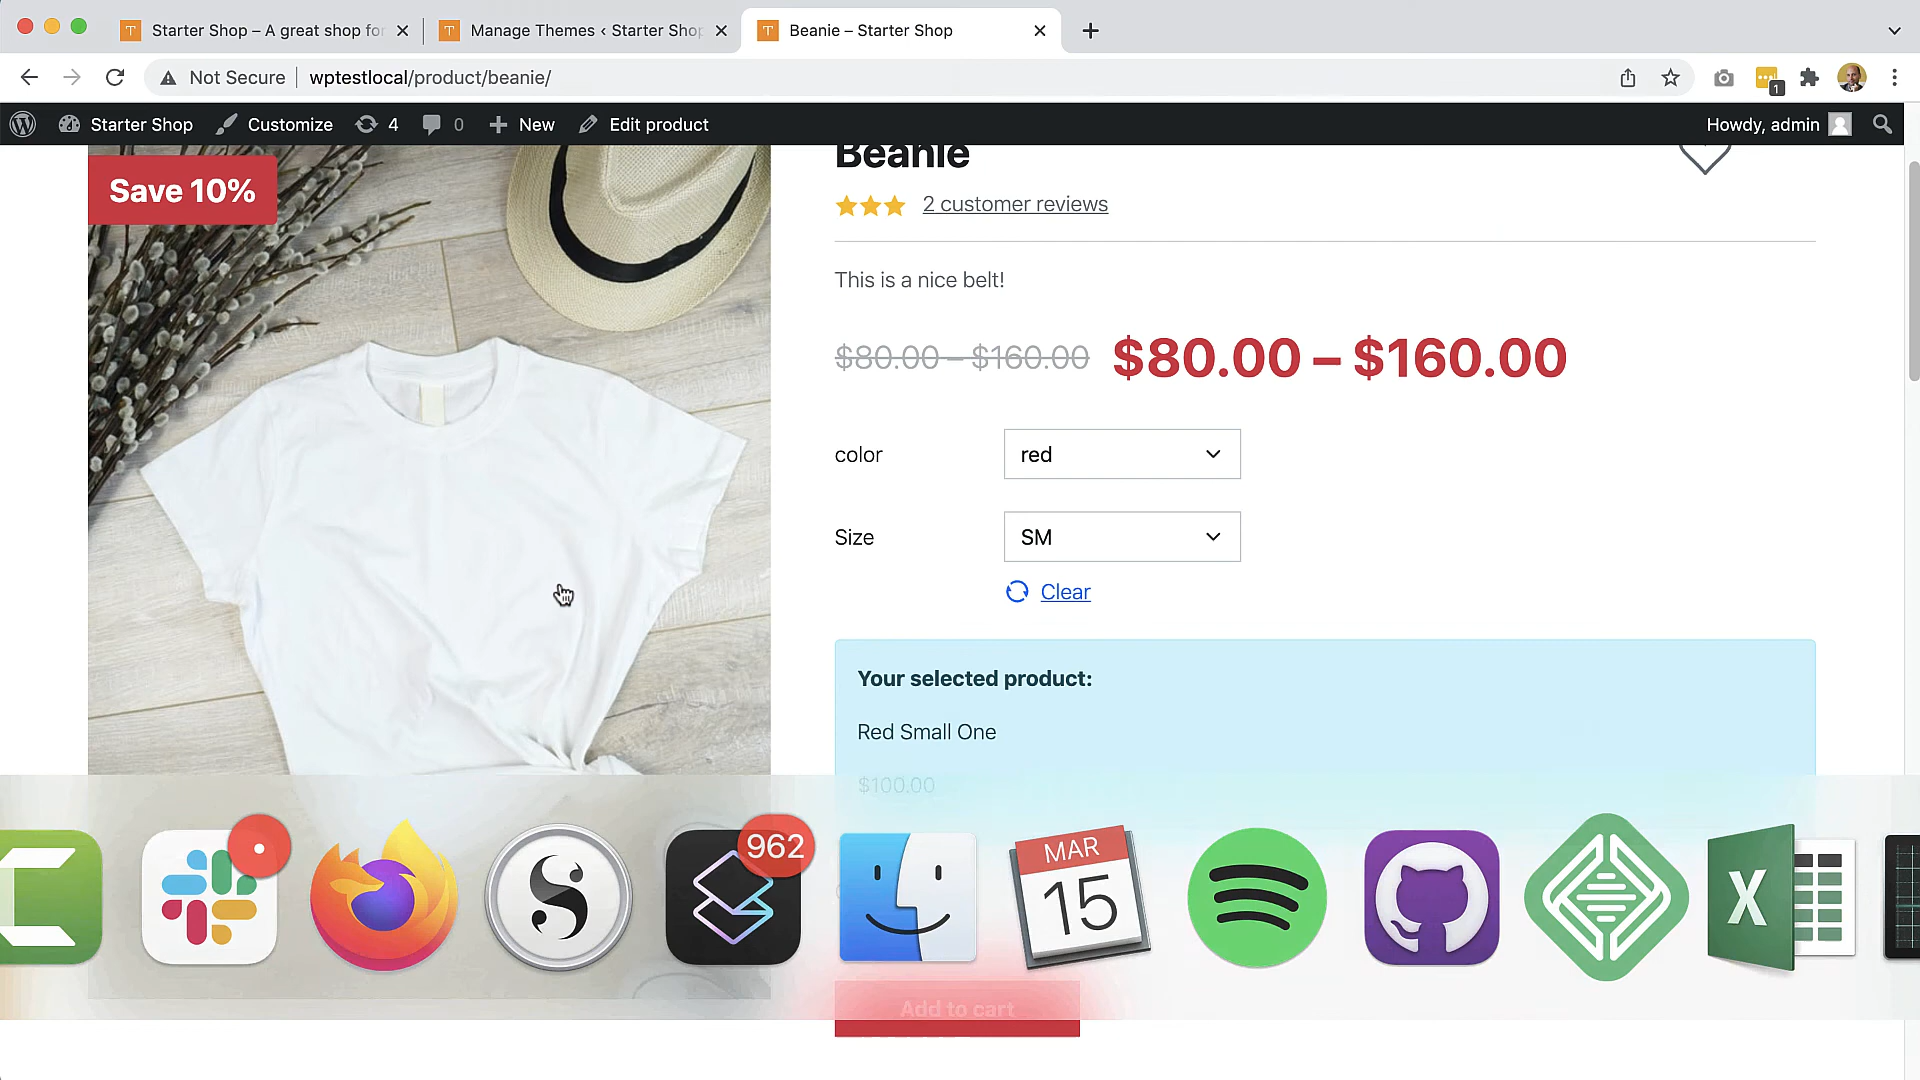 Starter Shop – A great shop for
Manage Themes ‹ Starter Shop
Beanie – Starter Shop
Not Secure
wptestlocal/product/beanie/
1
Starter Shop
Customize
4
0
New
Edit product
Howdy, admin
Save 10%
Beanie
2 customer reviews
This is a nice belt!
$80.00 – $160.00 $80.00 – $160.00
color
red
Size
SM
Clear
Your selected product:
Red Small One
$100.00
962
MAR
15
X
Add to cart